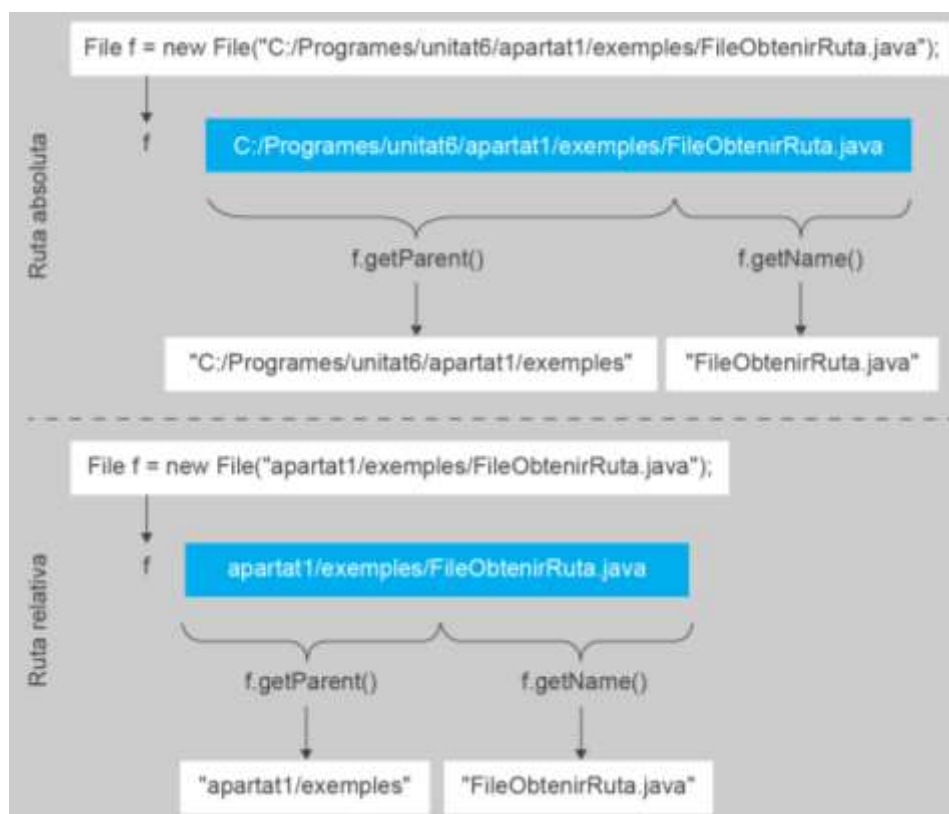 File f = new File("C:/Programes/unitat6/apartat1/exemples/FileObtenirRuta.java");
Ruta absoluta
f
C:/Programes/unitat6/apartat1/exemples/FileObtenirRuta.java
f.getParent()
f.getName()
"C:/Programes/unitat6/apartat1/exemples"
"FileObtenirRuta.java"
File f = new File("apartat1/exemples/FileObtenirRuta.java");
Ruta relativa
f
apartat1/exemples/FileObtenirRuta.java
f.getParent()
f.getName()
"apartat1/exemples"
"FileObtenirRuta.java"